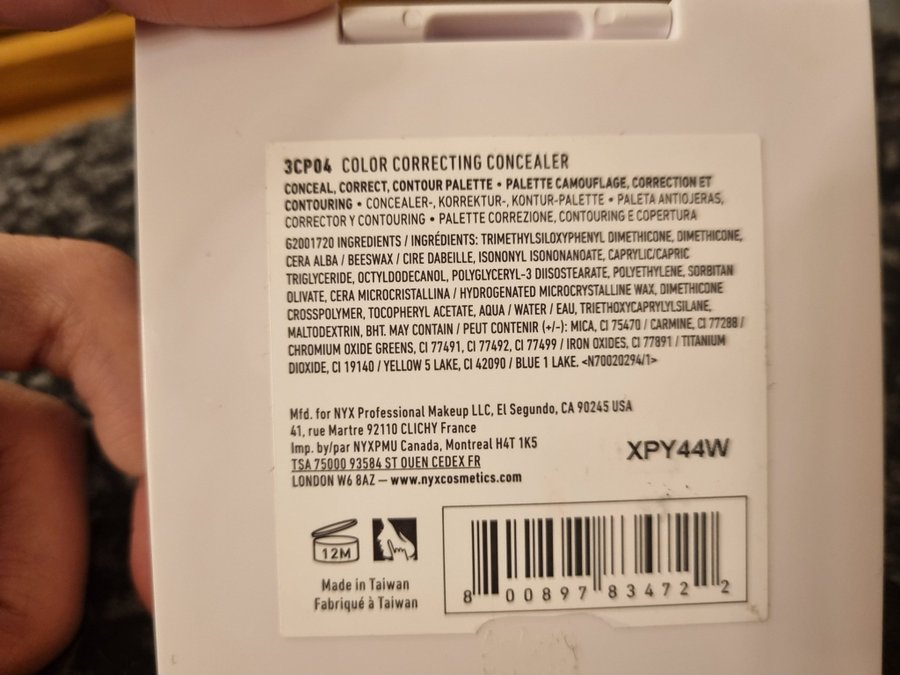 3CP04 COLOR CORRECTING CONCEALER
CONCEAL, CORRECT, CONTOUR PALETTE • PALETTE CAMOUFLAGE, CORRECTION ET
CONTOURING • CONCEALER-, KORREKTUR-, KONTUR-PALETTE • PALETA ANTIOJERAS,
CORRECTOR Y CONTOURING • PALETTE CORREZIONE, CONTOURING E COPERTURA
G2001720 INGREDIENTS / INGRÉDIENTS: TRIMETHYLSILOXYPHENYL DIMETHICONE, DIMETHICONE,
CERA ALBA / BEESWAX / CIRE DABEILLE, ISONONYL ISONONANOATE, CAPRYLIC/CAPRIC
TRIGLYCERIDE, OCTYLDODECANOL, POLYGLYCERYL-3 DIISOSTEARATE, POLYETHYLENE, SORBITAN
OLIVATE, CERA MICROCRISTALLINA / HYDROGENATED MICROCRYSTALLINE WAX, DIMETHICONE
CROSSPOLYMER, TOCOPHERYL ACETATE, AQUA / WATER / EAU, TRIETHOXYCAPRYLYLSILANE,
MALTODEXTRIN, BHT. MAY CONTAIN / PEUT CONTENIR (+/-): MICA, CI 75470 / CARMINE, CI 77288 /
CHROMIUM OXIDE GREENS, CI 77491, CI 77492, CI 77499 / IRON OXIDES, CI 77891 / TITANIUM
DIOXIDE, CI 19140 / YELLOW 5 LAKE, CI 42090 / BLUE 1 LAKE. <N70020294/1>
Mfd. for NYX Professional Makeup LLC, El Segundo, CA 90245 USA
41, rue Martre 92110 CLICHY France
Imp. by/par NYXPMU Canada, Montreal H4T 1K5
TSA 75000 93584 ST OUEN CEDEX FR
LONDON W6 8AZ — www.nyxcosmetics.com
XPY44W
12M
Made in Taiwan
Fabriqué à Taiwan
8 00897 83472 2